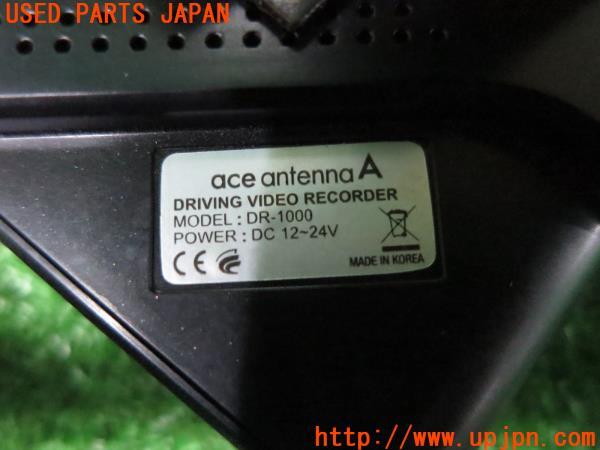 USED PARTS JAPAN
ace antenna A
DRIVING VIDEO RECORDER
MODEL : DR-1000
POWER : DC 12~24V
CE
MADE IN KOREA
http://www.upjpn.com/